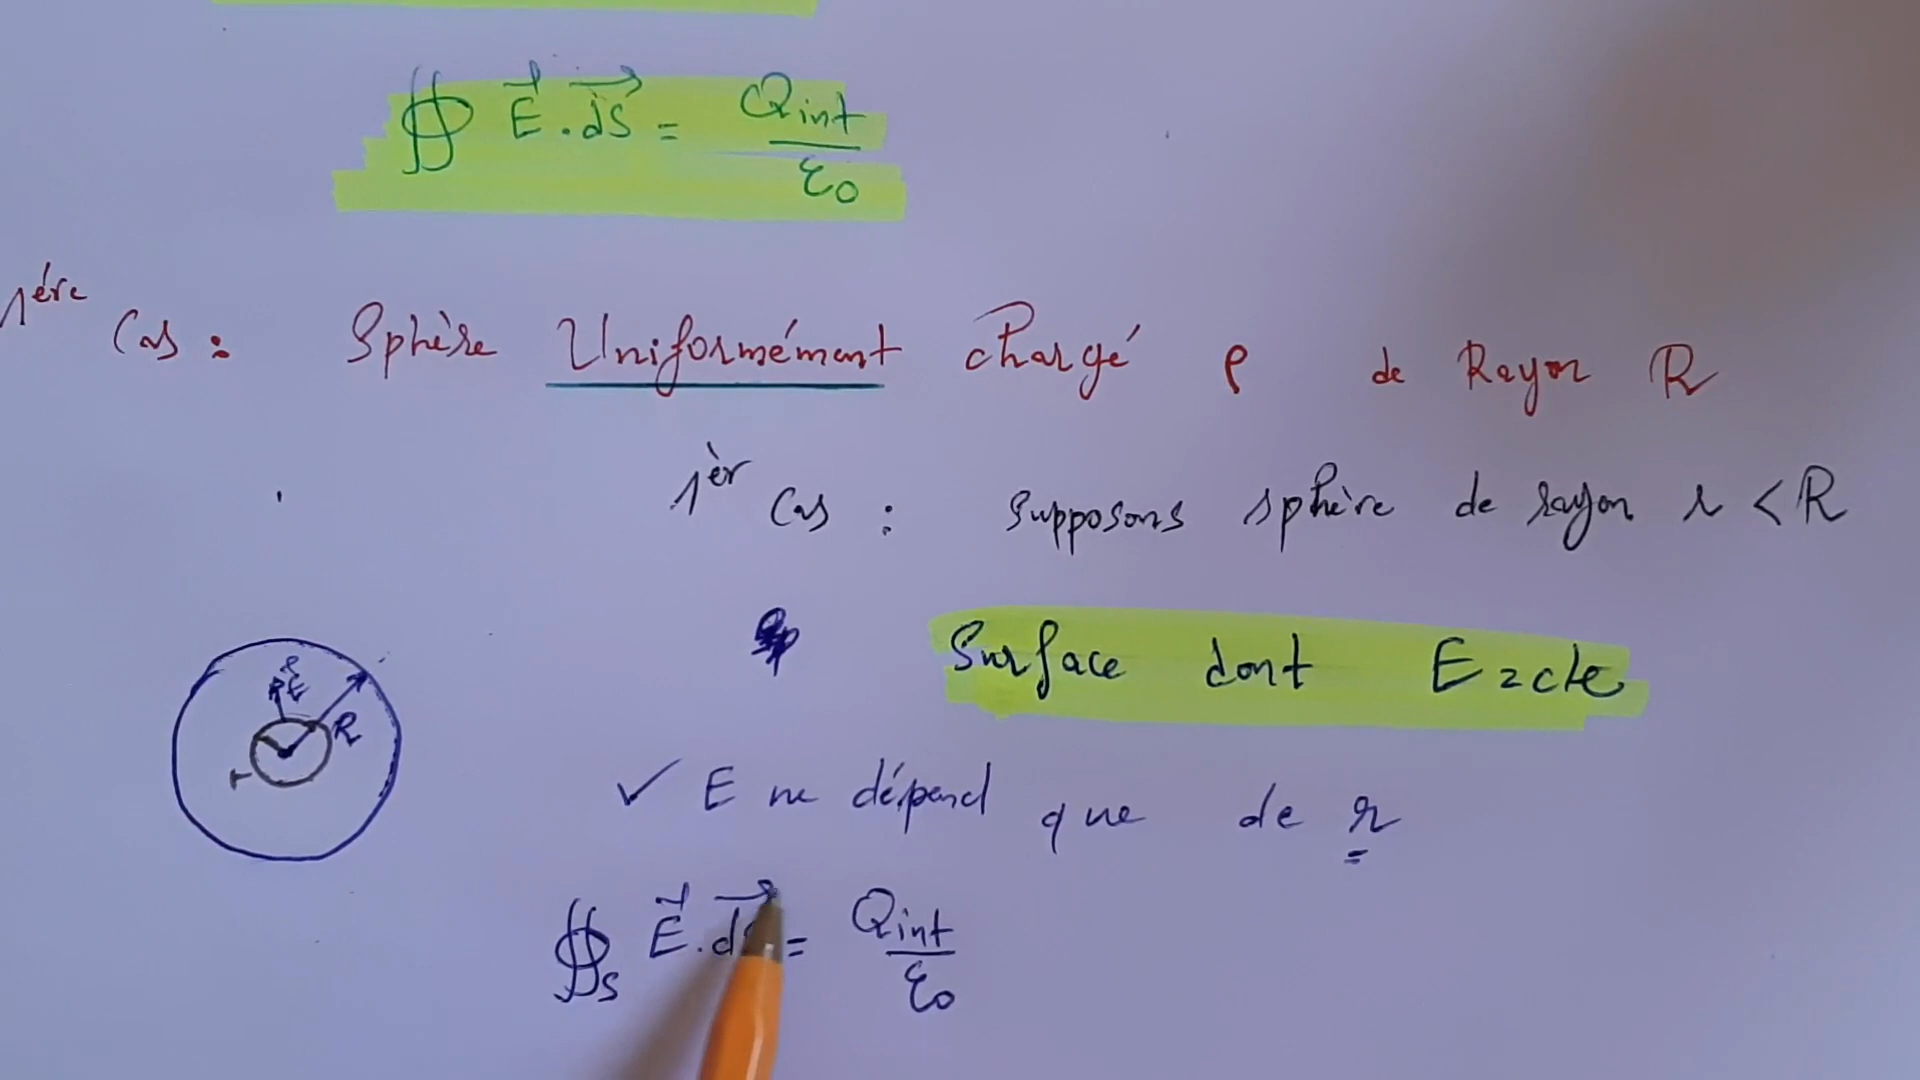 ∯ E⃗ . dS⃗ = Qint / ε0
1ére Cas : Sphère Uniformément chargé ρ de Rayon R
1èr Cas : supposons sphère de rayon r < R
Surface dont E = cte
E⃗
R
r
✓ E ne dépend que de r
∯S E⃗ . dS⃗ = Qint / ε0